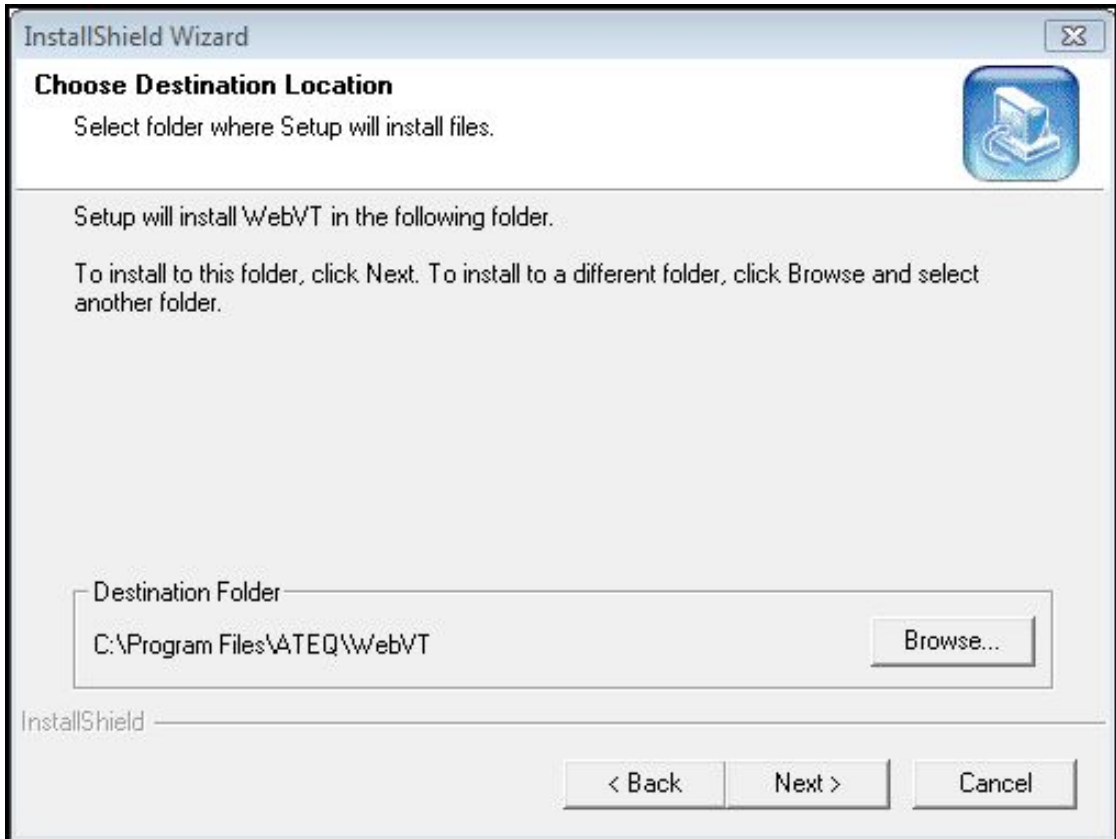 InstallShield Wizard
Choose Destination Location
Select folder where Setup will install files.
Setup will install WebVT in the following folder.
To install to this folder, click Next. To install to a different folder, click Browse and select
another folder.
Destination Folder
C:\Program Files\ATEQ\WebVT
Browse...
InstallShield
< Back
Next >
Cancel